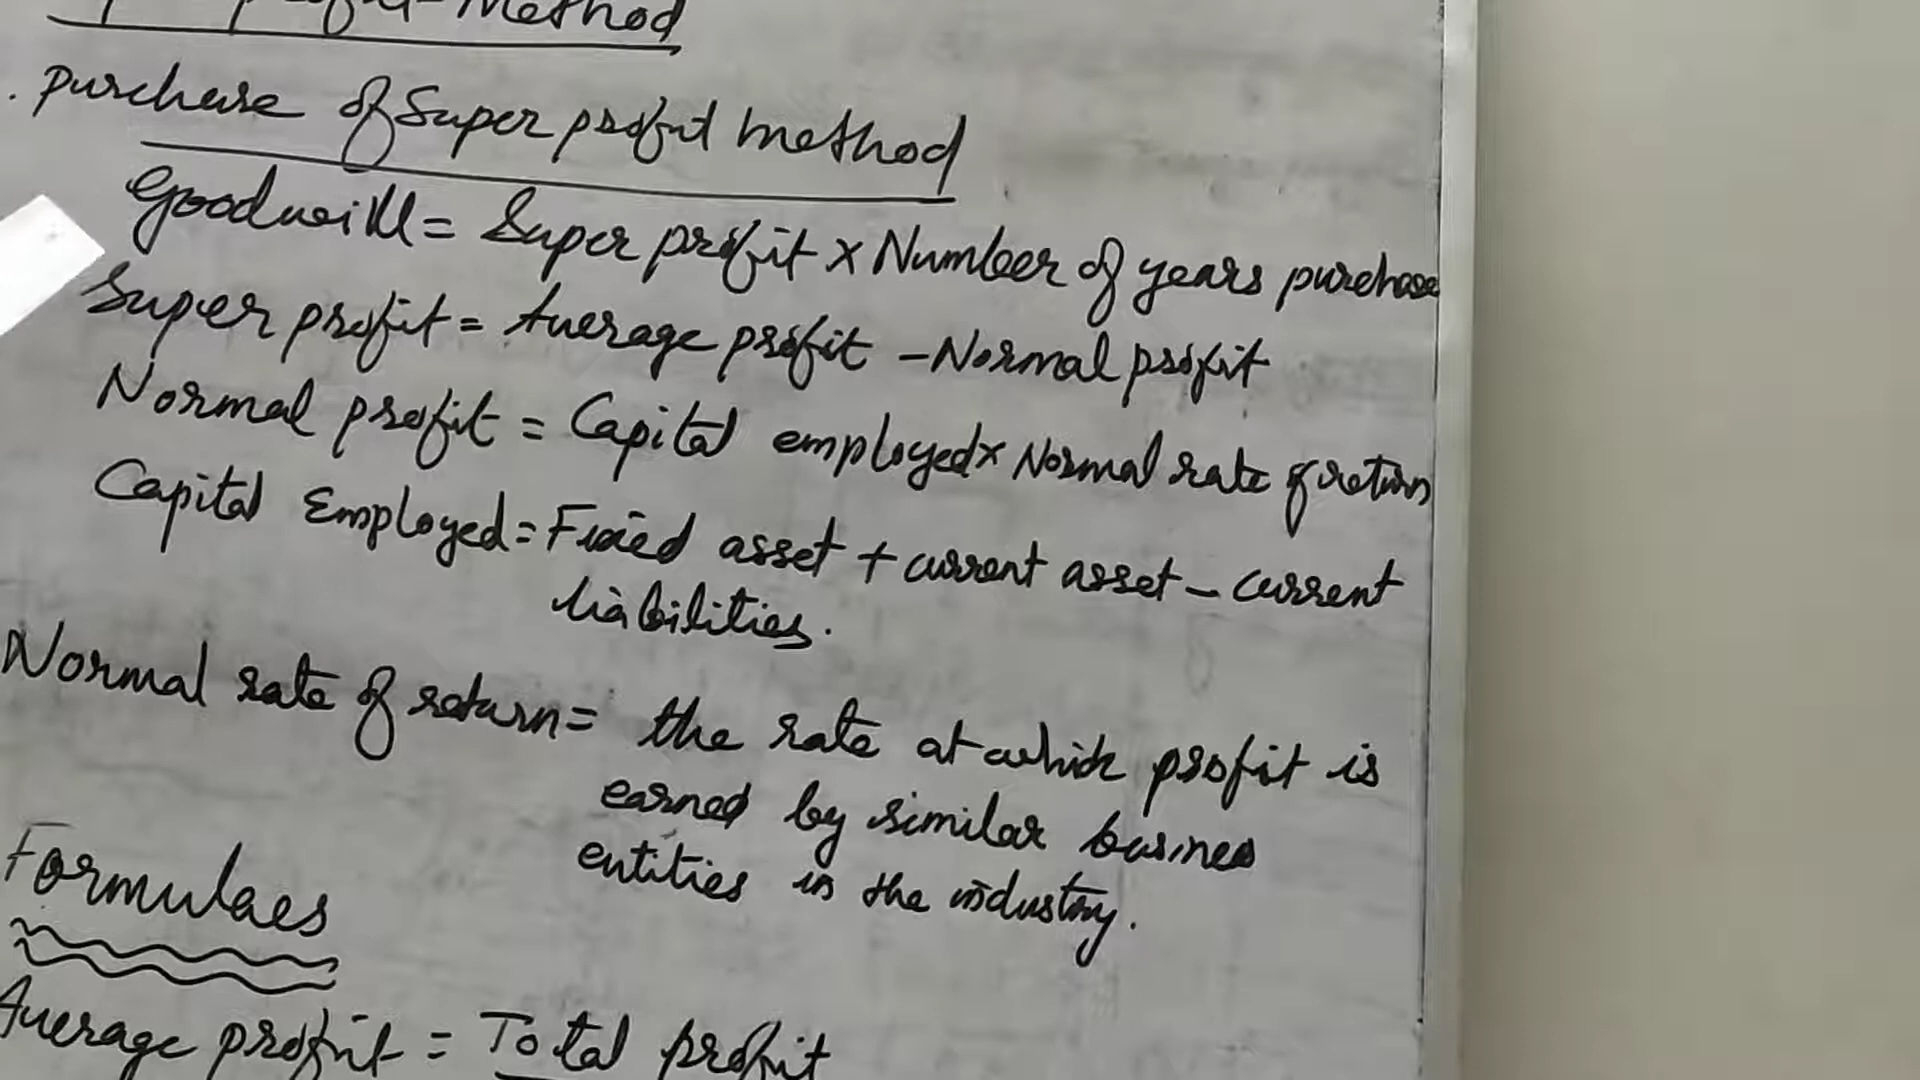 profit Method
. purchase of Super profit method
Goodwill = Super profit × Number of years purchase
Super profit = Average profit - Normal profit
Normal profit = Capital employed × Normal rate of return
Capital Employed = Fixed asset + current asset - current
liabilities.
Normal rate of return = the rate at which profit is
earned by similar business
entities in the industry.
Formulaes
Average profit = Total profit